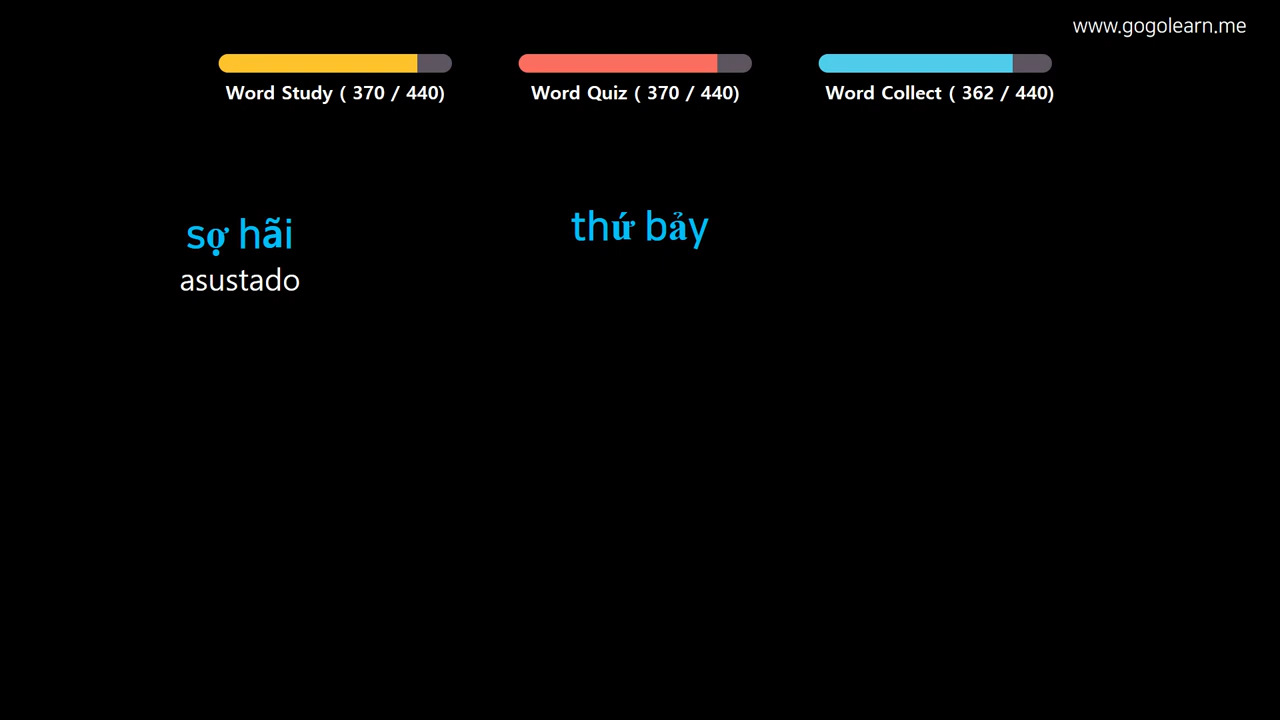 www.gogolearn.me
Word Study ( 370 / 440)
Word Quiz ( 370 / 440)
Word Collect ( 362 / 440)
sợ hãi
asustado
thứ bảy